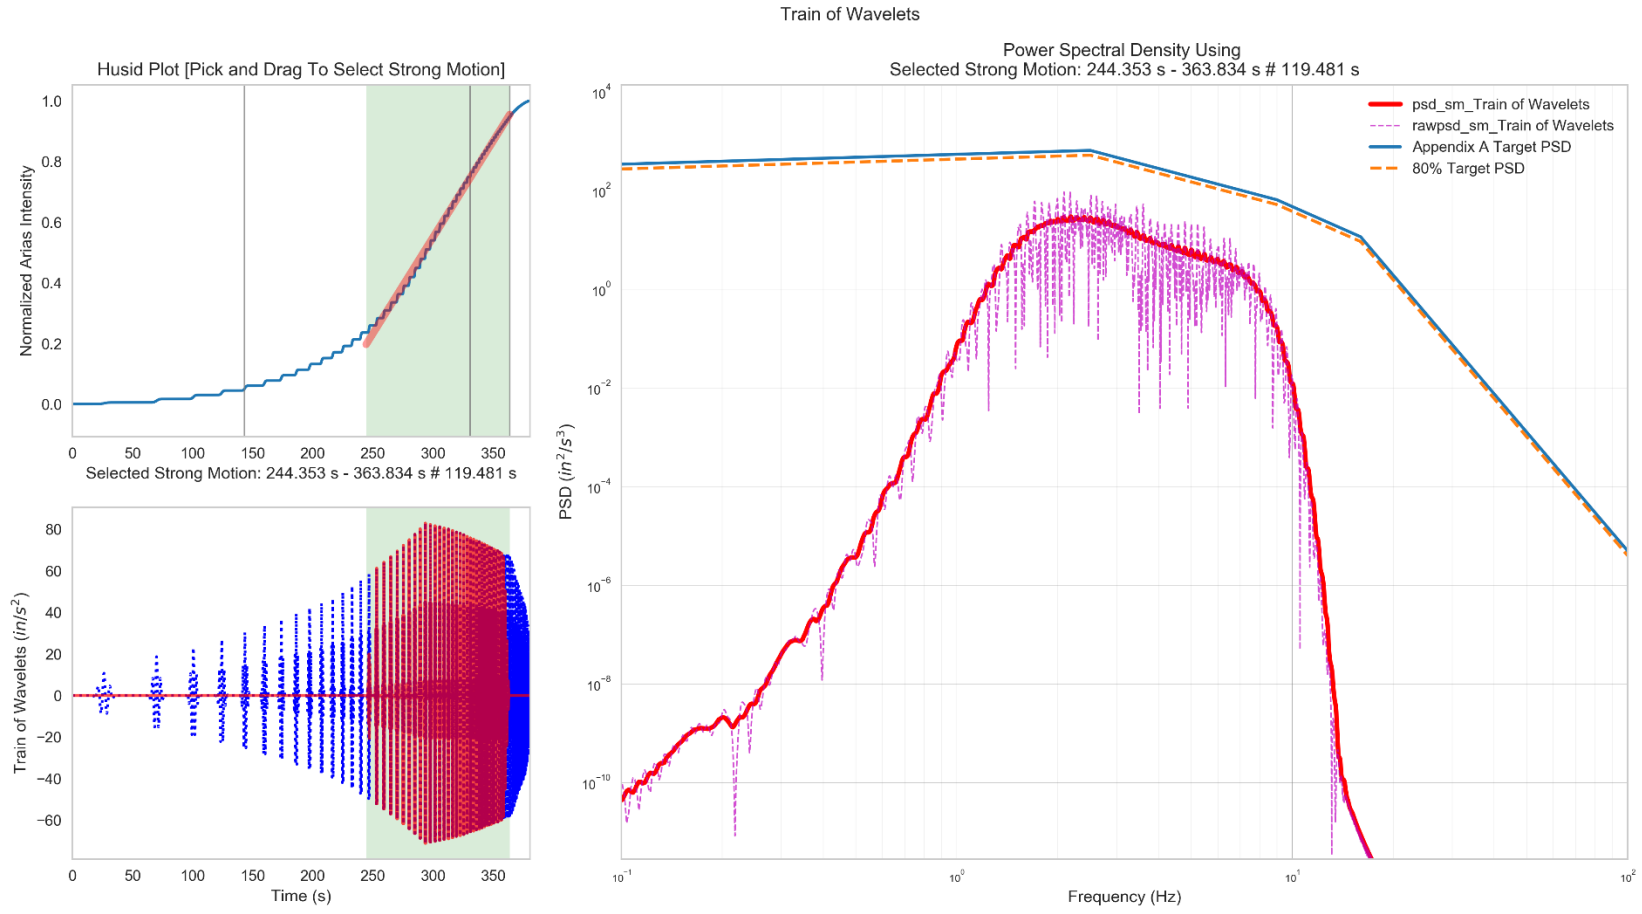 Train of Wavelets
Husid Plot [Pick and Drag To Select Strong Motion]
Normalized Arias Intensity
1.0
0.8
0.6
0.4
0.2
0.0
0 50 100 150 200 250 300 350
Selected Strong Motion: 244.353 s - 363.834 s # 119.481 s
Train of Wavelets (in/s²)
80
60
40
20
0
−20
−40
−60
0 50 100 150 200 250 300 350
Time (s)
Power Spectral Density Using
Selected Strong Motion: 244.353 s - 363.834 s # 119.481 s
psd_sm_Train of Wavelets
rawpsd_sm_Train of Wavelets
Appendix A Target PSD
80% Target PSD
PSD (in²/s³)
10⁴
10²
10⁰
10⁻²
10⁻⁴
10⁻⁶
10⁻⁸
10⁻¹⁰
10⁻¹ 10⁰ 10¹ 10²
Frequency (Hz)